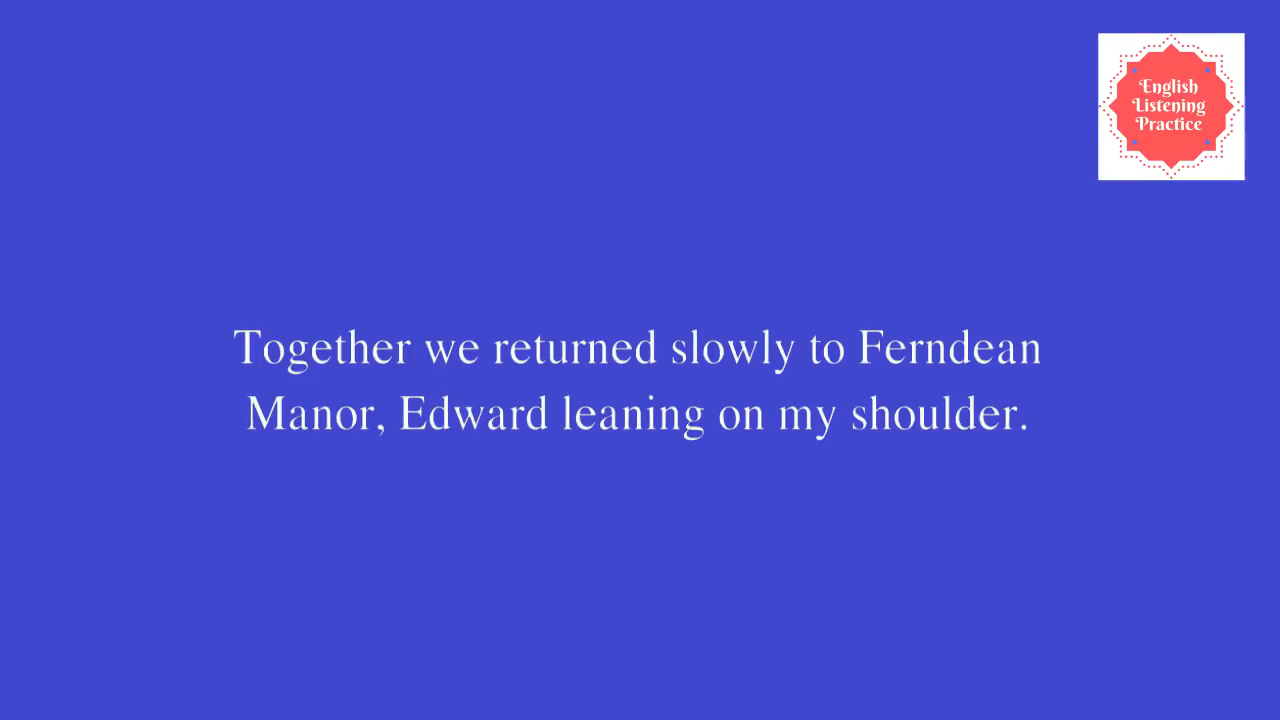 English
Listening
Practice
Together we returned slowly to Ferndean
Manor, Edward leaning on my shoulder.